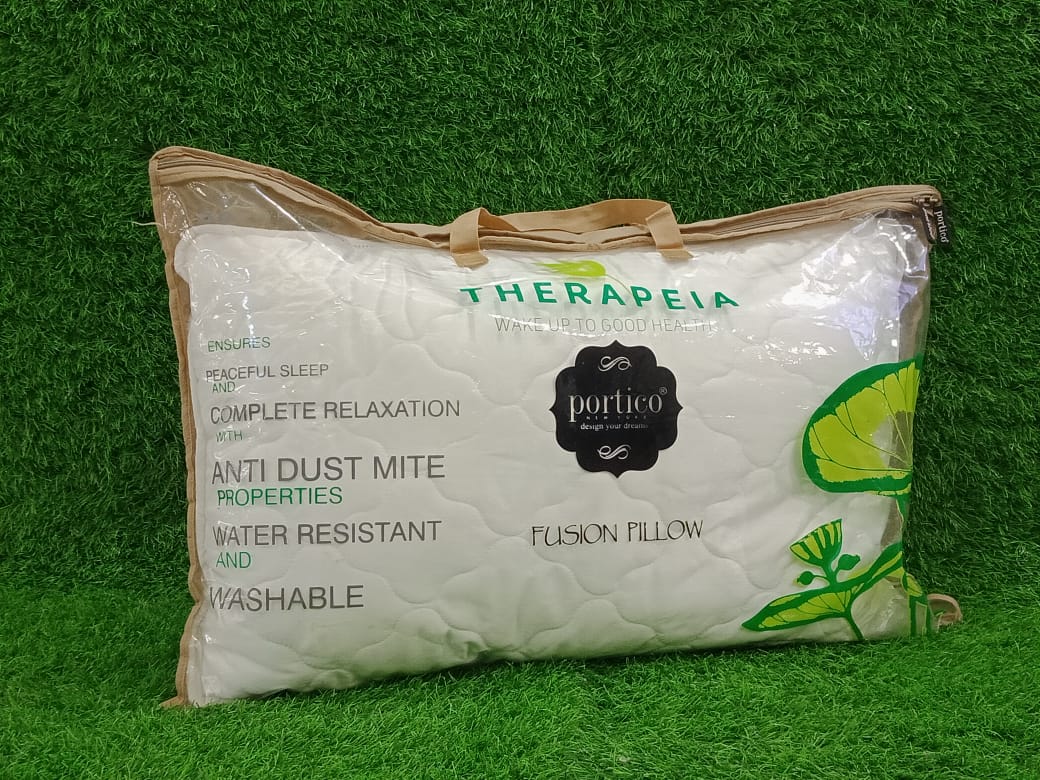 THERAPEIA
WAKE UP TO GOOD HEALTH
ENSURES
PEACEFUL SLEEP
AND
COMPLETE RELAXATION
WITH
ANTI DUST MITE
PROPERTIES
WATER RESISTANT
AND
WASHABLE
portico®
NEW YORK
design your dreams
FUSION PILLOW
portico